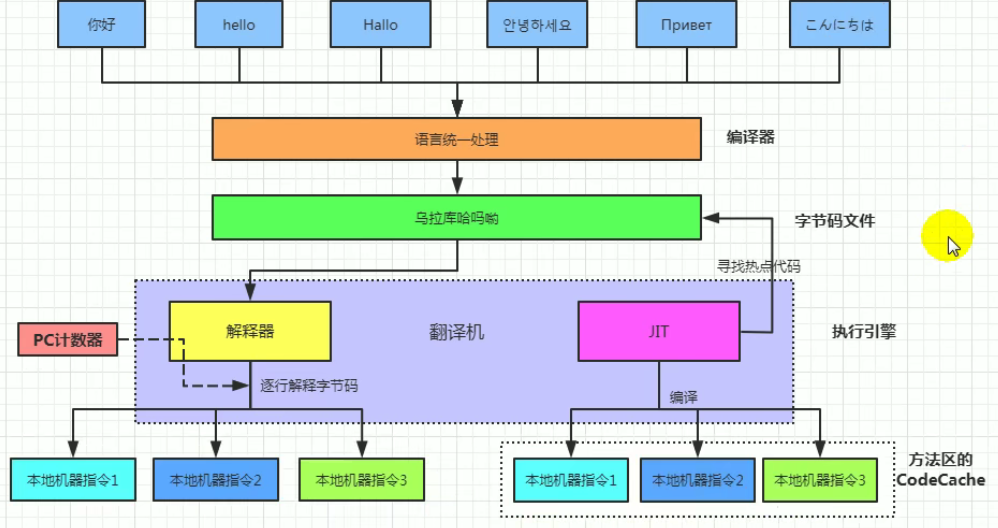 你好
hello
Hallo
안녕하세요
Привет
こんにちは
语言统一处理
编译器
乌拉库哈吗呦
字节码文件
寻找热点代码
解释器
翻译机
JIT
执行引擎
PC计数器
逐行解释字节码
编译
本地机器指令1
本地机器指令2
本地机器指令3
本地机器指令1
本地机器指令2
本地机器指令3
方法区的
CodeCache